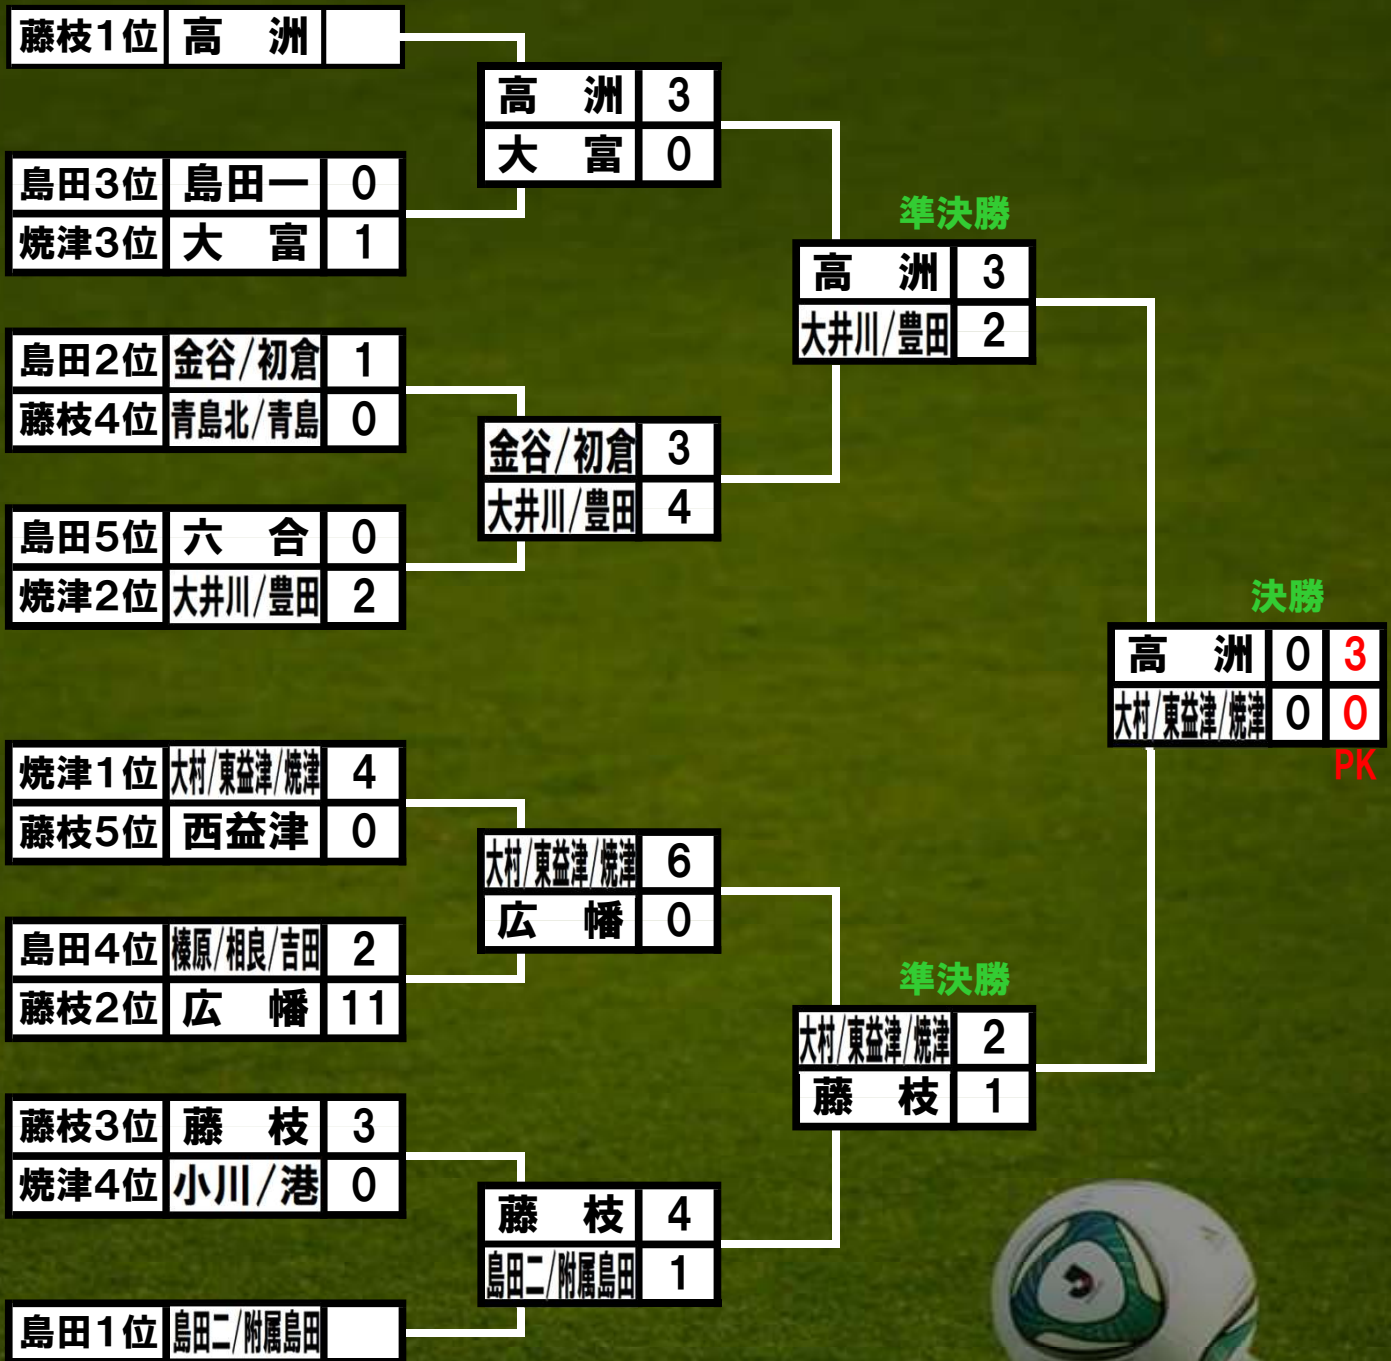 藤枝1位 高 洲
高 洲 3
大 富 0
島田3位 島田一 0
焼津3位 大 富 1
準決勝
高 洲 3
大井川/豊田 2
島田2位 金谷/初倉 1
藤枝4位 青島北/青島 0
金谷/初倉 3
大井川/豊田 4
島田5位 六 合 0
焼津2位 大井川/豊田 2
決勝
高 洲 0 3
大村/東益津/焼津 0 0
PK
焼津1位 大村/東益津/焼津 4
藤枝5位 西益津 0
大村/東益津/焼津 6
広 幡 0
島田4位 榛原/相良/吉田 2
藤枝2位 広 幡 11
準決勝
大村/東益津/焼津 2
藤 枝 1
藤枝3位 藤 枝 3
焼津4位 小川/港 0
藤 枝 4
島田二/附属島田 1
島田1位 島田二/附属島田